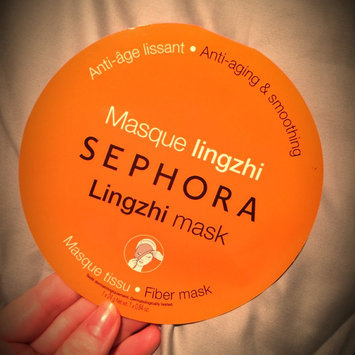 Anti-âge lissant • Anti-aging & smoothing
Masque lingzhi
SEPHORA
Lingzhi mask
Masque tissu • Fiber mask